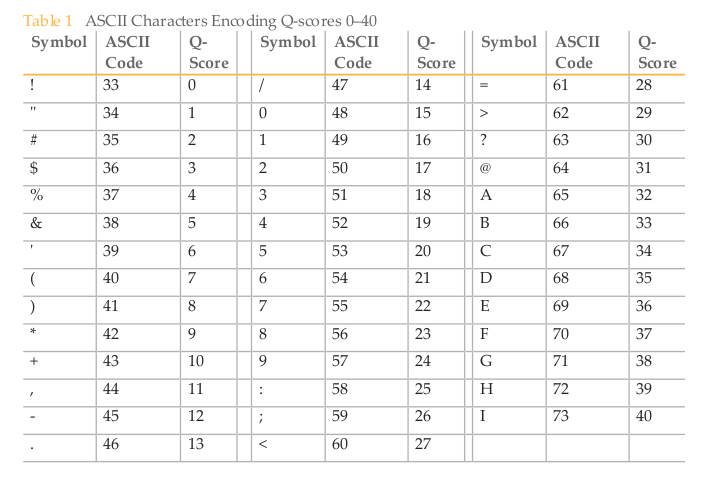 Table 1 ASCII Characters Encoding Q-scores 0–40
Symbol ASCII Code Q-Score Symbol ASCII Code Q-Score Symbol ASCII Code Q-Score
! 33 0 / 47 14 = 61 28
" 34 1 0 48 15 > 62 29
# 35 2 1 49 16 ? 63 30
$ 36 3 2 50 17 @ 64 31
% 37 4 3 51 18 A 65 32
& 38 5 4 52 19 B 66 33
' 39 6 5 53 20 C 67 34
( 40 7 6 54 21 D 68 35
) 41 8 7 55 22 E 69 36
* 42 9 8 56 23 F 70 37
+ 43 10 9 57 24 G 71 38
, 44 11 : 58 25 H 72 39
- 45 12 ; 59 26 I 73 40
. 46 13 < 60 27